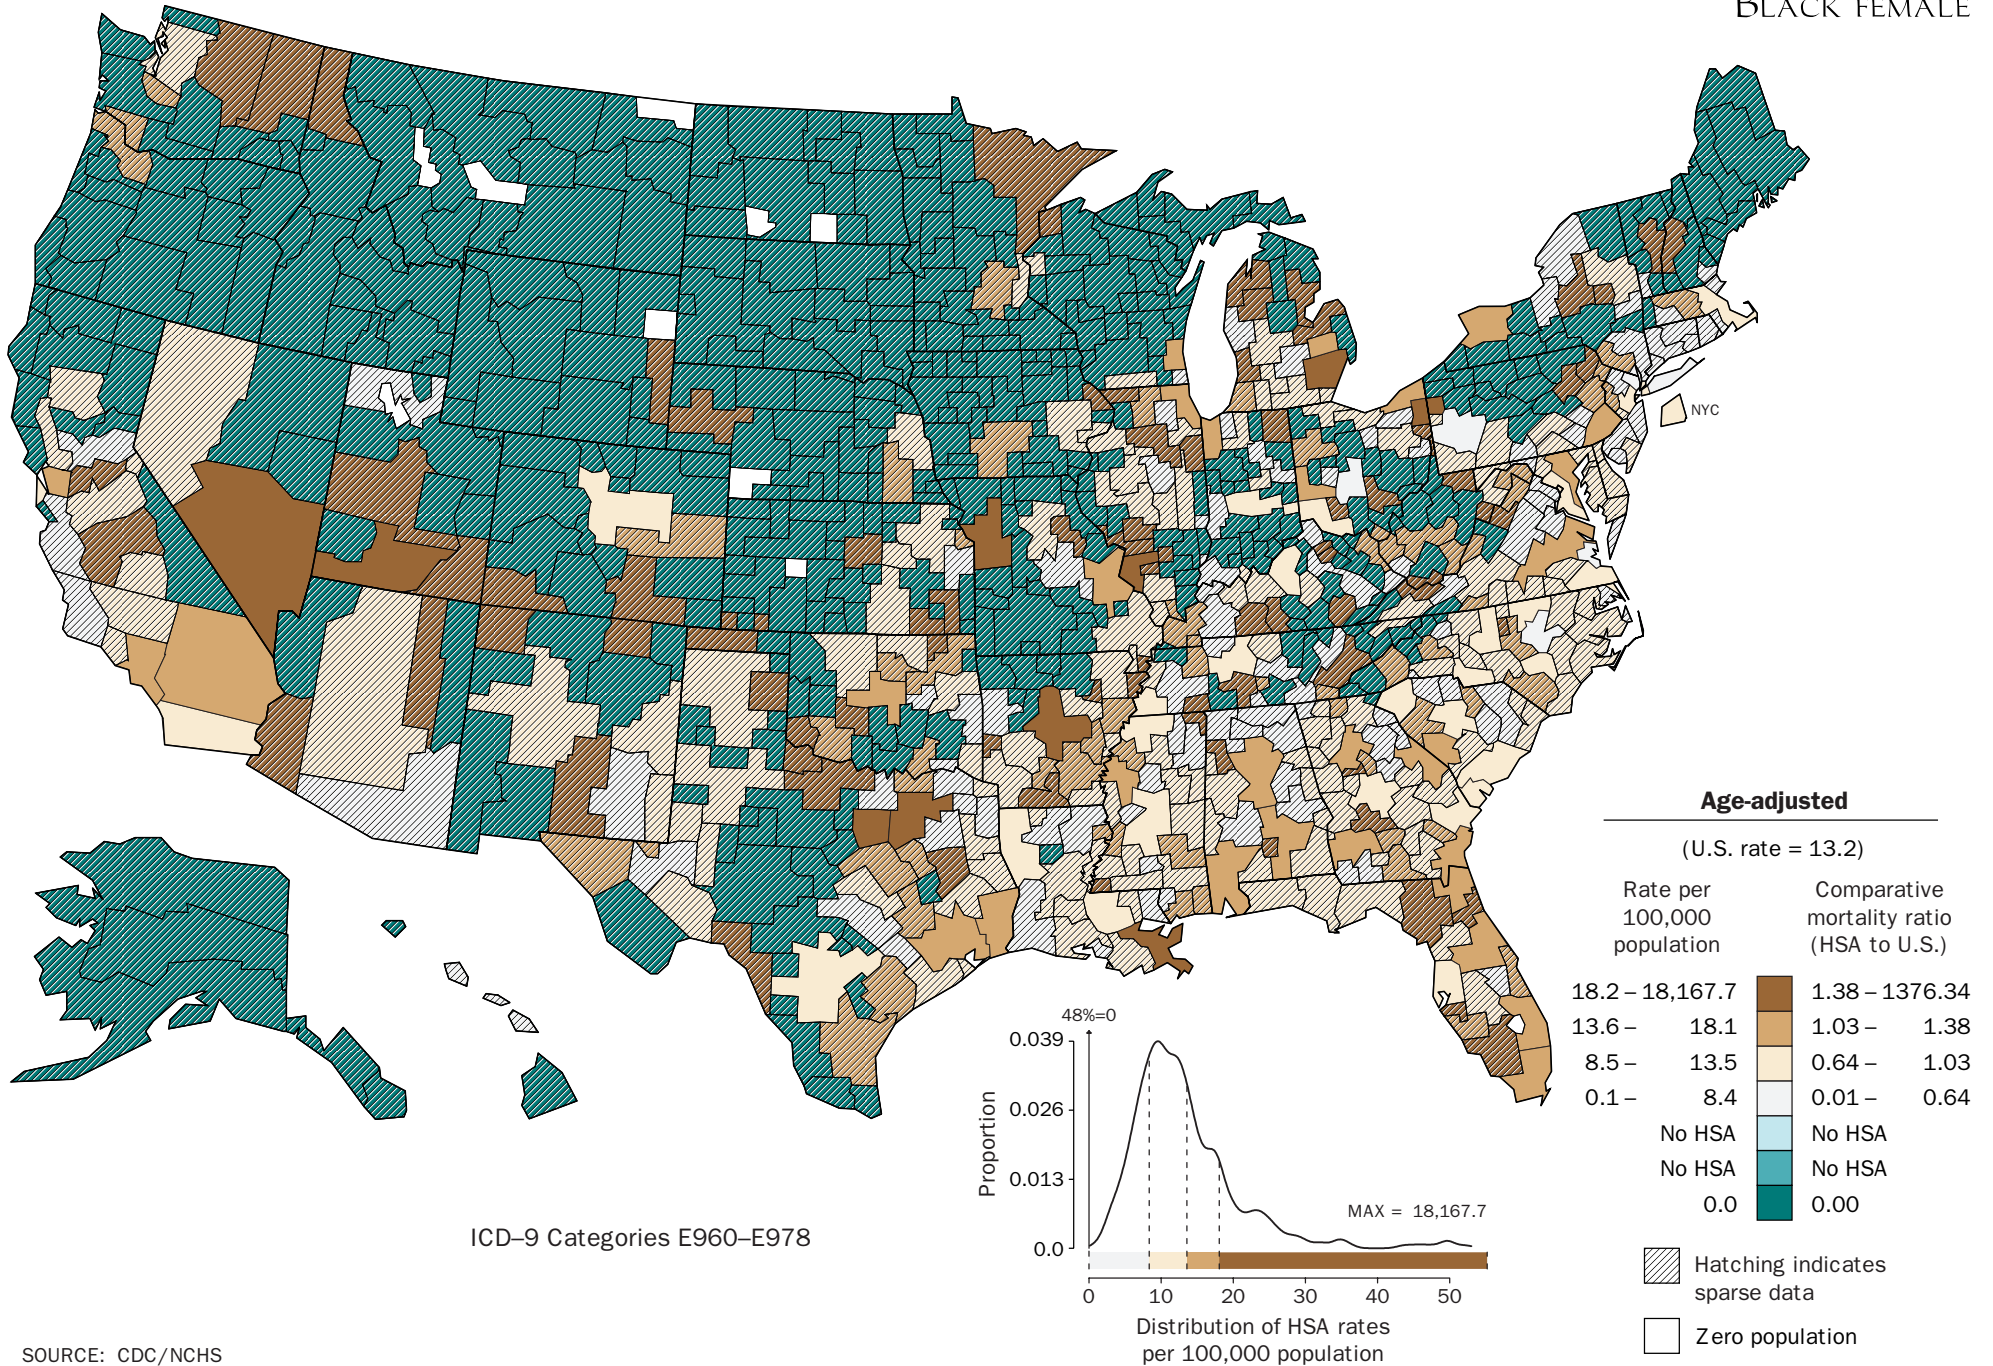 BLACK FEMALE
NYC
Age-adjusted
(U.S. rate = 13.2)
Rate per
100,000
population
Comparative
mortality ratio
(HSA to U.S.)
18.2 – 18,167.7 1.38 – 1376.34
13.6 – 18.1 1.03 – 1.38
8.5 – 13.5 0.64 – 1.03
0.1 – 8.4 0.01 – 0.64
No HSA No HSA
No HSA No HSA
0.0 0.00
Hatching indicates
sparse data
Zero population
48%=0
0.039
0.026
0.013
0.0
Proportion
MAX = 18,167.7
0 10 20 30 40 50
Distribution of HSA rates
per 100,000 population
ICD–9 Categories E960–E978
SOURCE: CDC/NCHS